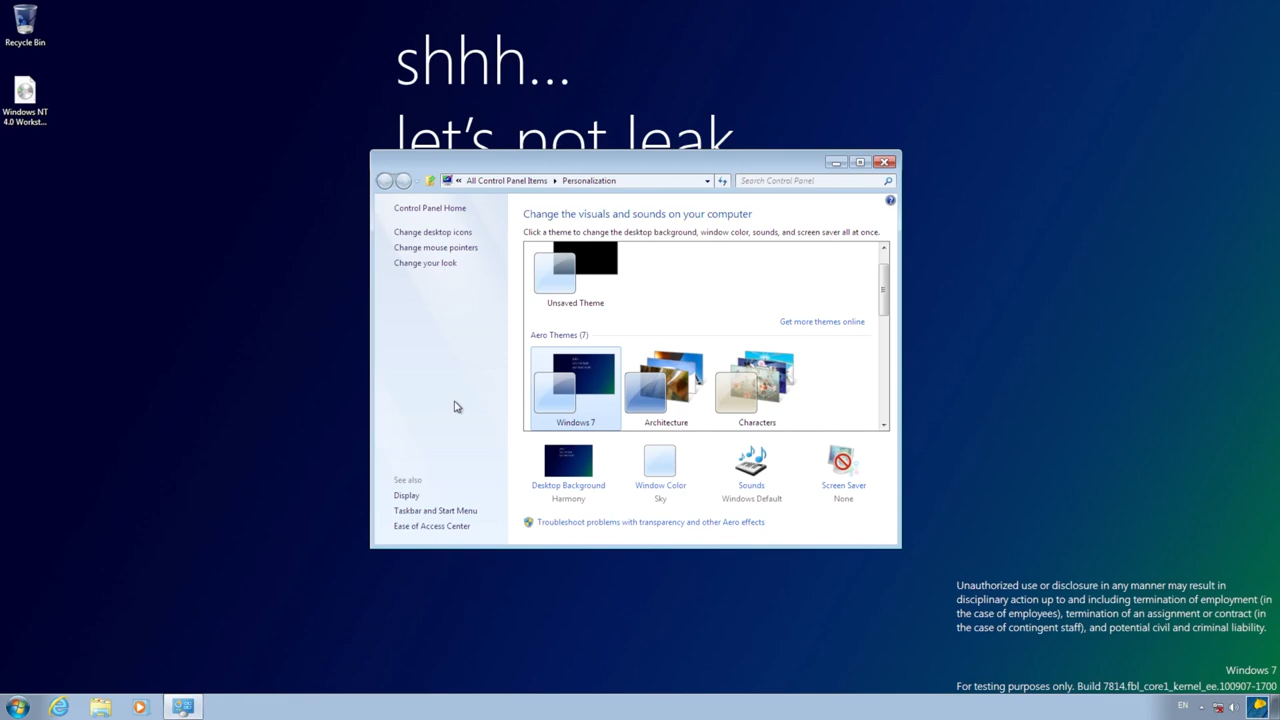 Recycle Bin
Windows NT
4.0 Workst...
shhh...
let's not leak
« All Control Panel Items Personalization
Search Control Panel
Control Panel Home
Change desktop icons
Change mouse pointers
Change your look
See also
Display
Taskbar and Start Menu
Ease of Access Center
Change the visuals and sounds on your computer
Click a theme to change the desktop background, window color, sounds, and screen saver all at once.
Unsaved Theme
Get more themes online
Aero Themes (7)
Windows 7
Architecture
Characters
Desktop Background
Harmony
Window Color
Sky
Sounds
Windows Default
Screen Saver
None
Troubleshoot problems with transparency and other Aero effects
Unauthorized use or disclosure in any manner may result in
disciplinary action up to and including termination of employment (in
the case of employees), termination of an assignment or contract (in
the case of contingent staff), and potential civil and criminal liability.
Windows 7
For testing purposes only. Build 7814.fbl_core1_kernel_ee.100907-1700
EN